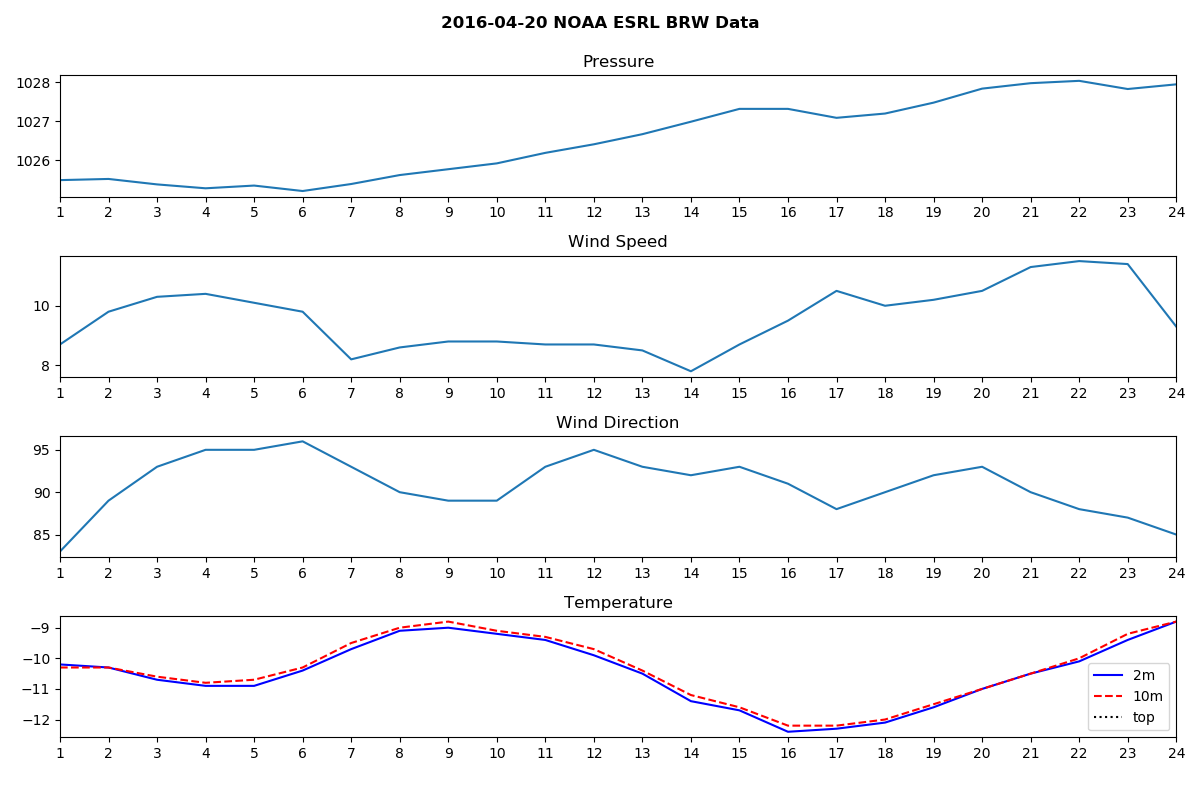 2016-04-20 NOAA ESRL BRW Data
Pressure
1028
1027
1026
1 2 3 4 5 6 7 8 9 10 11 12 13 14 15 16 17 18 19 20 21 22 23 24
Wind Speed
10
8
1 2 3 4 5 6 7 8 9 10 11 12 13 14 15 16 17 18 19 20 21 22 23 24
Wind Direction
95
90
85
1 2 3 4 5 6 7 8 9 10 11 12 13 14 15 16 17 18 19 20 21 22 23 24
Temperature
−9
−10
−11
−12
2m
10m
top
1 2 3 4 5 6 7 8 9 10 11 12 13 14 15 16 17 18 19 20 21 22 23 24